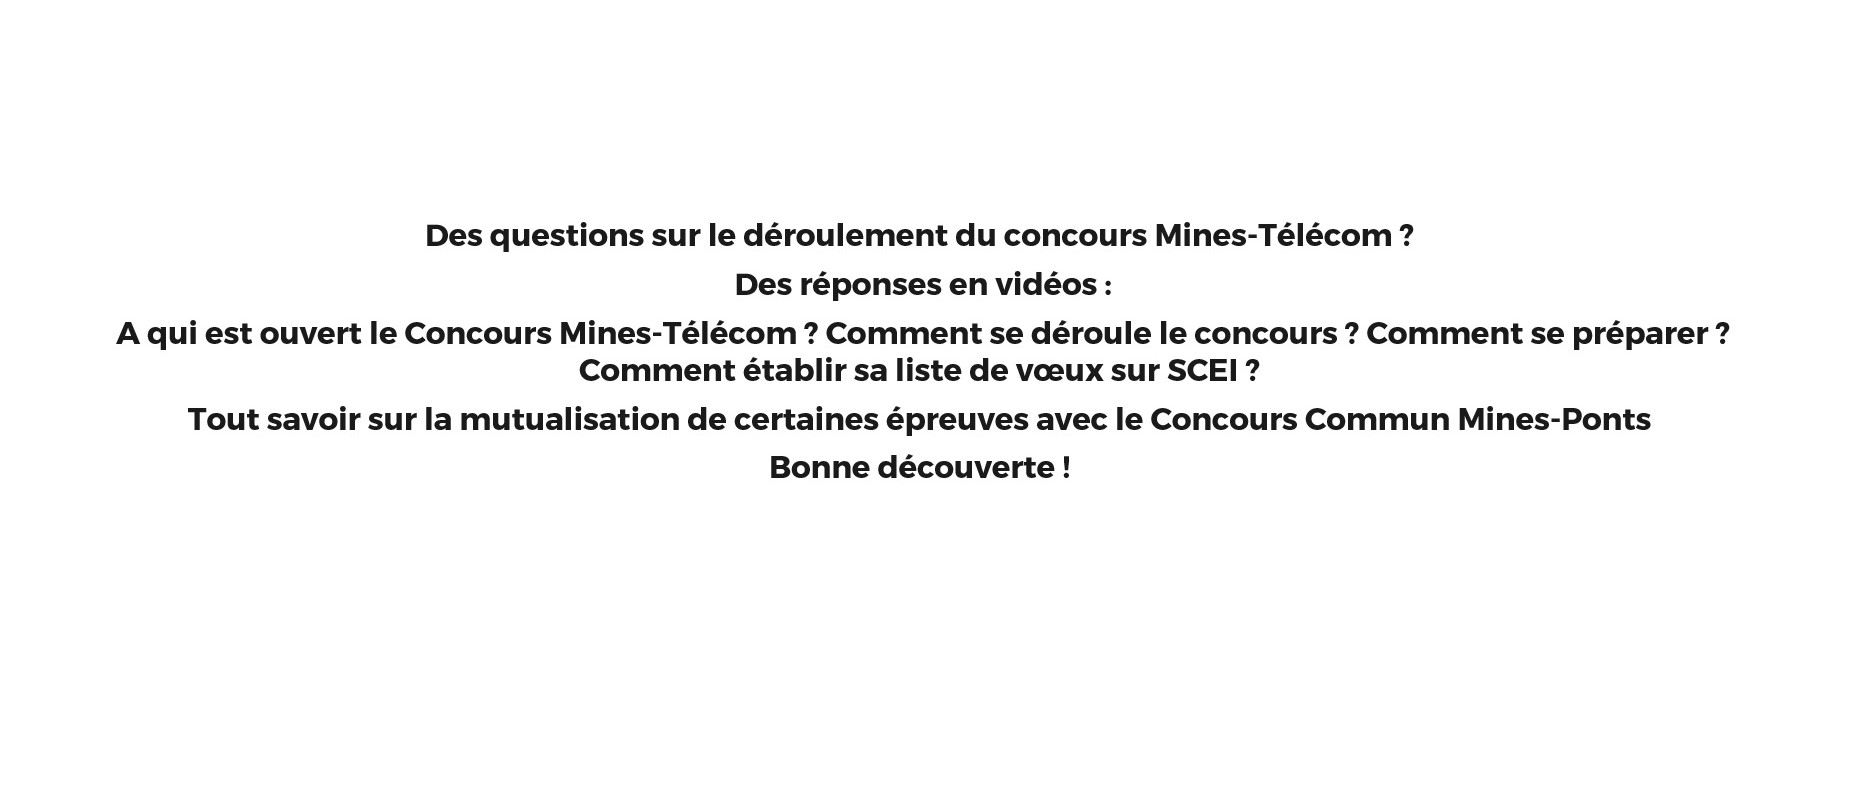 Des questions sur le déroulement du concours Mines-Télécom ?
Des réponses en vidéos :
A qui est ouvert le Concours Mines-Télécom ? Comment se déroule le concours ? Comment se préparer ?
Comment établir sa liste de vœux sur SCEI ?
Tout savoir sur la mutualisation de certaines épreuves avec le Concours Commun Mines-Ponts
Bonne découverte !